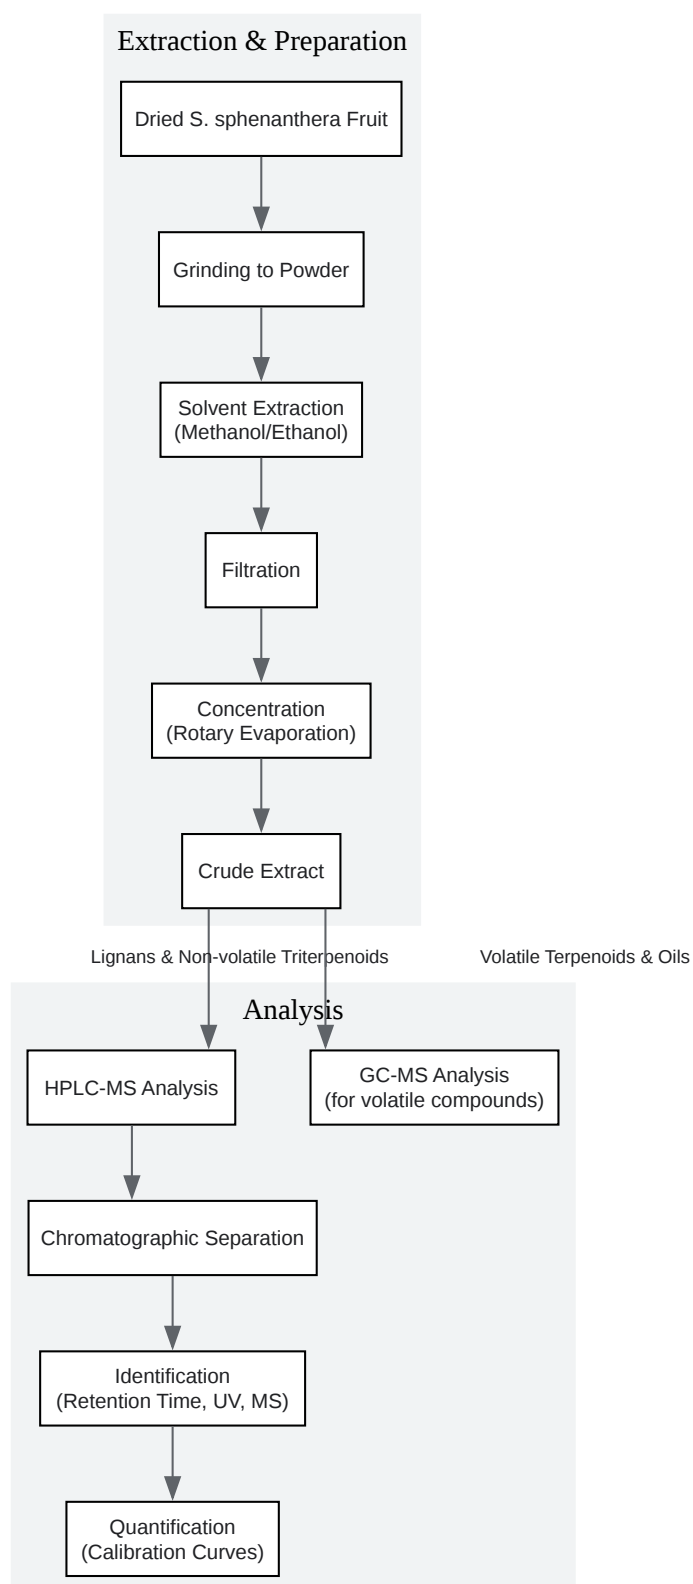 Extraction & Preparation
Dried S. sphenanthera Fruit
Grinding to Powder
Solvent Extraction
(Methanol/Ethanol)
Filtration
Concentration
(Rotary Evaporation)
Crude Extract
Lignans & Non-volatile Triterpenoids
Volatile Terpenoids & Oils
Analysis
HPLC-MS Analysis
GC-MS Analysis
(for volatile compounds)
Chromatographic Separation
Identification
(Retention Time, UV, MS)
Quantification
(Calibration Curves)